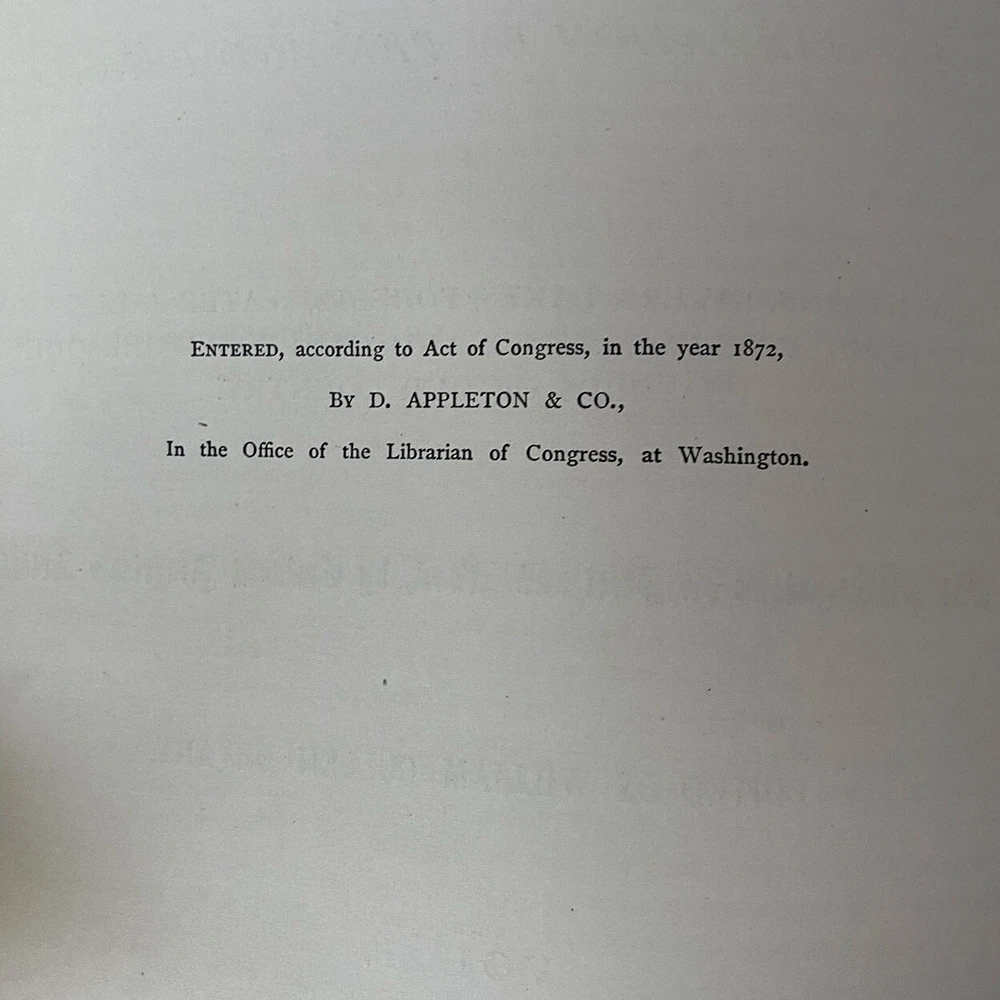 ENTERED, according to Act of Congress, in the year 1872,
BY D. APPLETON & CO.,
In the Office of the Librarian of Congress, at Washington.